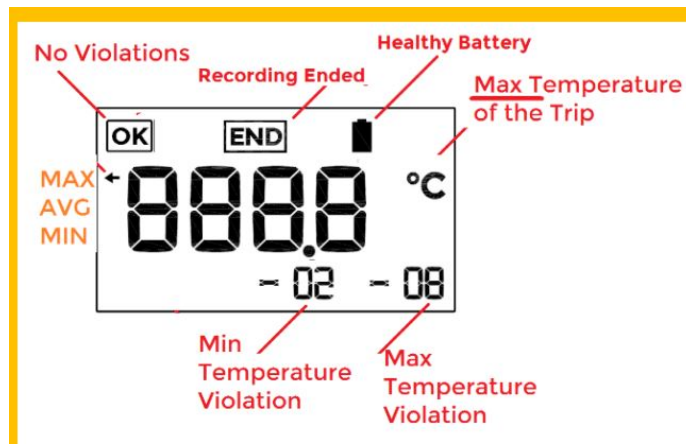 No Violations
Healthy Battery
Recording Ended
Max Temperature
of the Trip
OK
END
MAX
AVG
MIN
← 888.8 °C
- 02 - 08
Min
Temperature
Violation
Max
Temperature
Violation